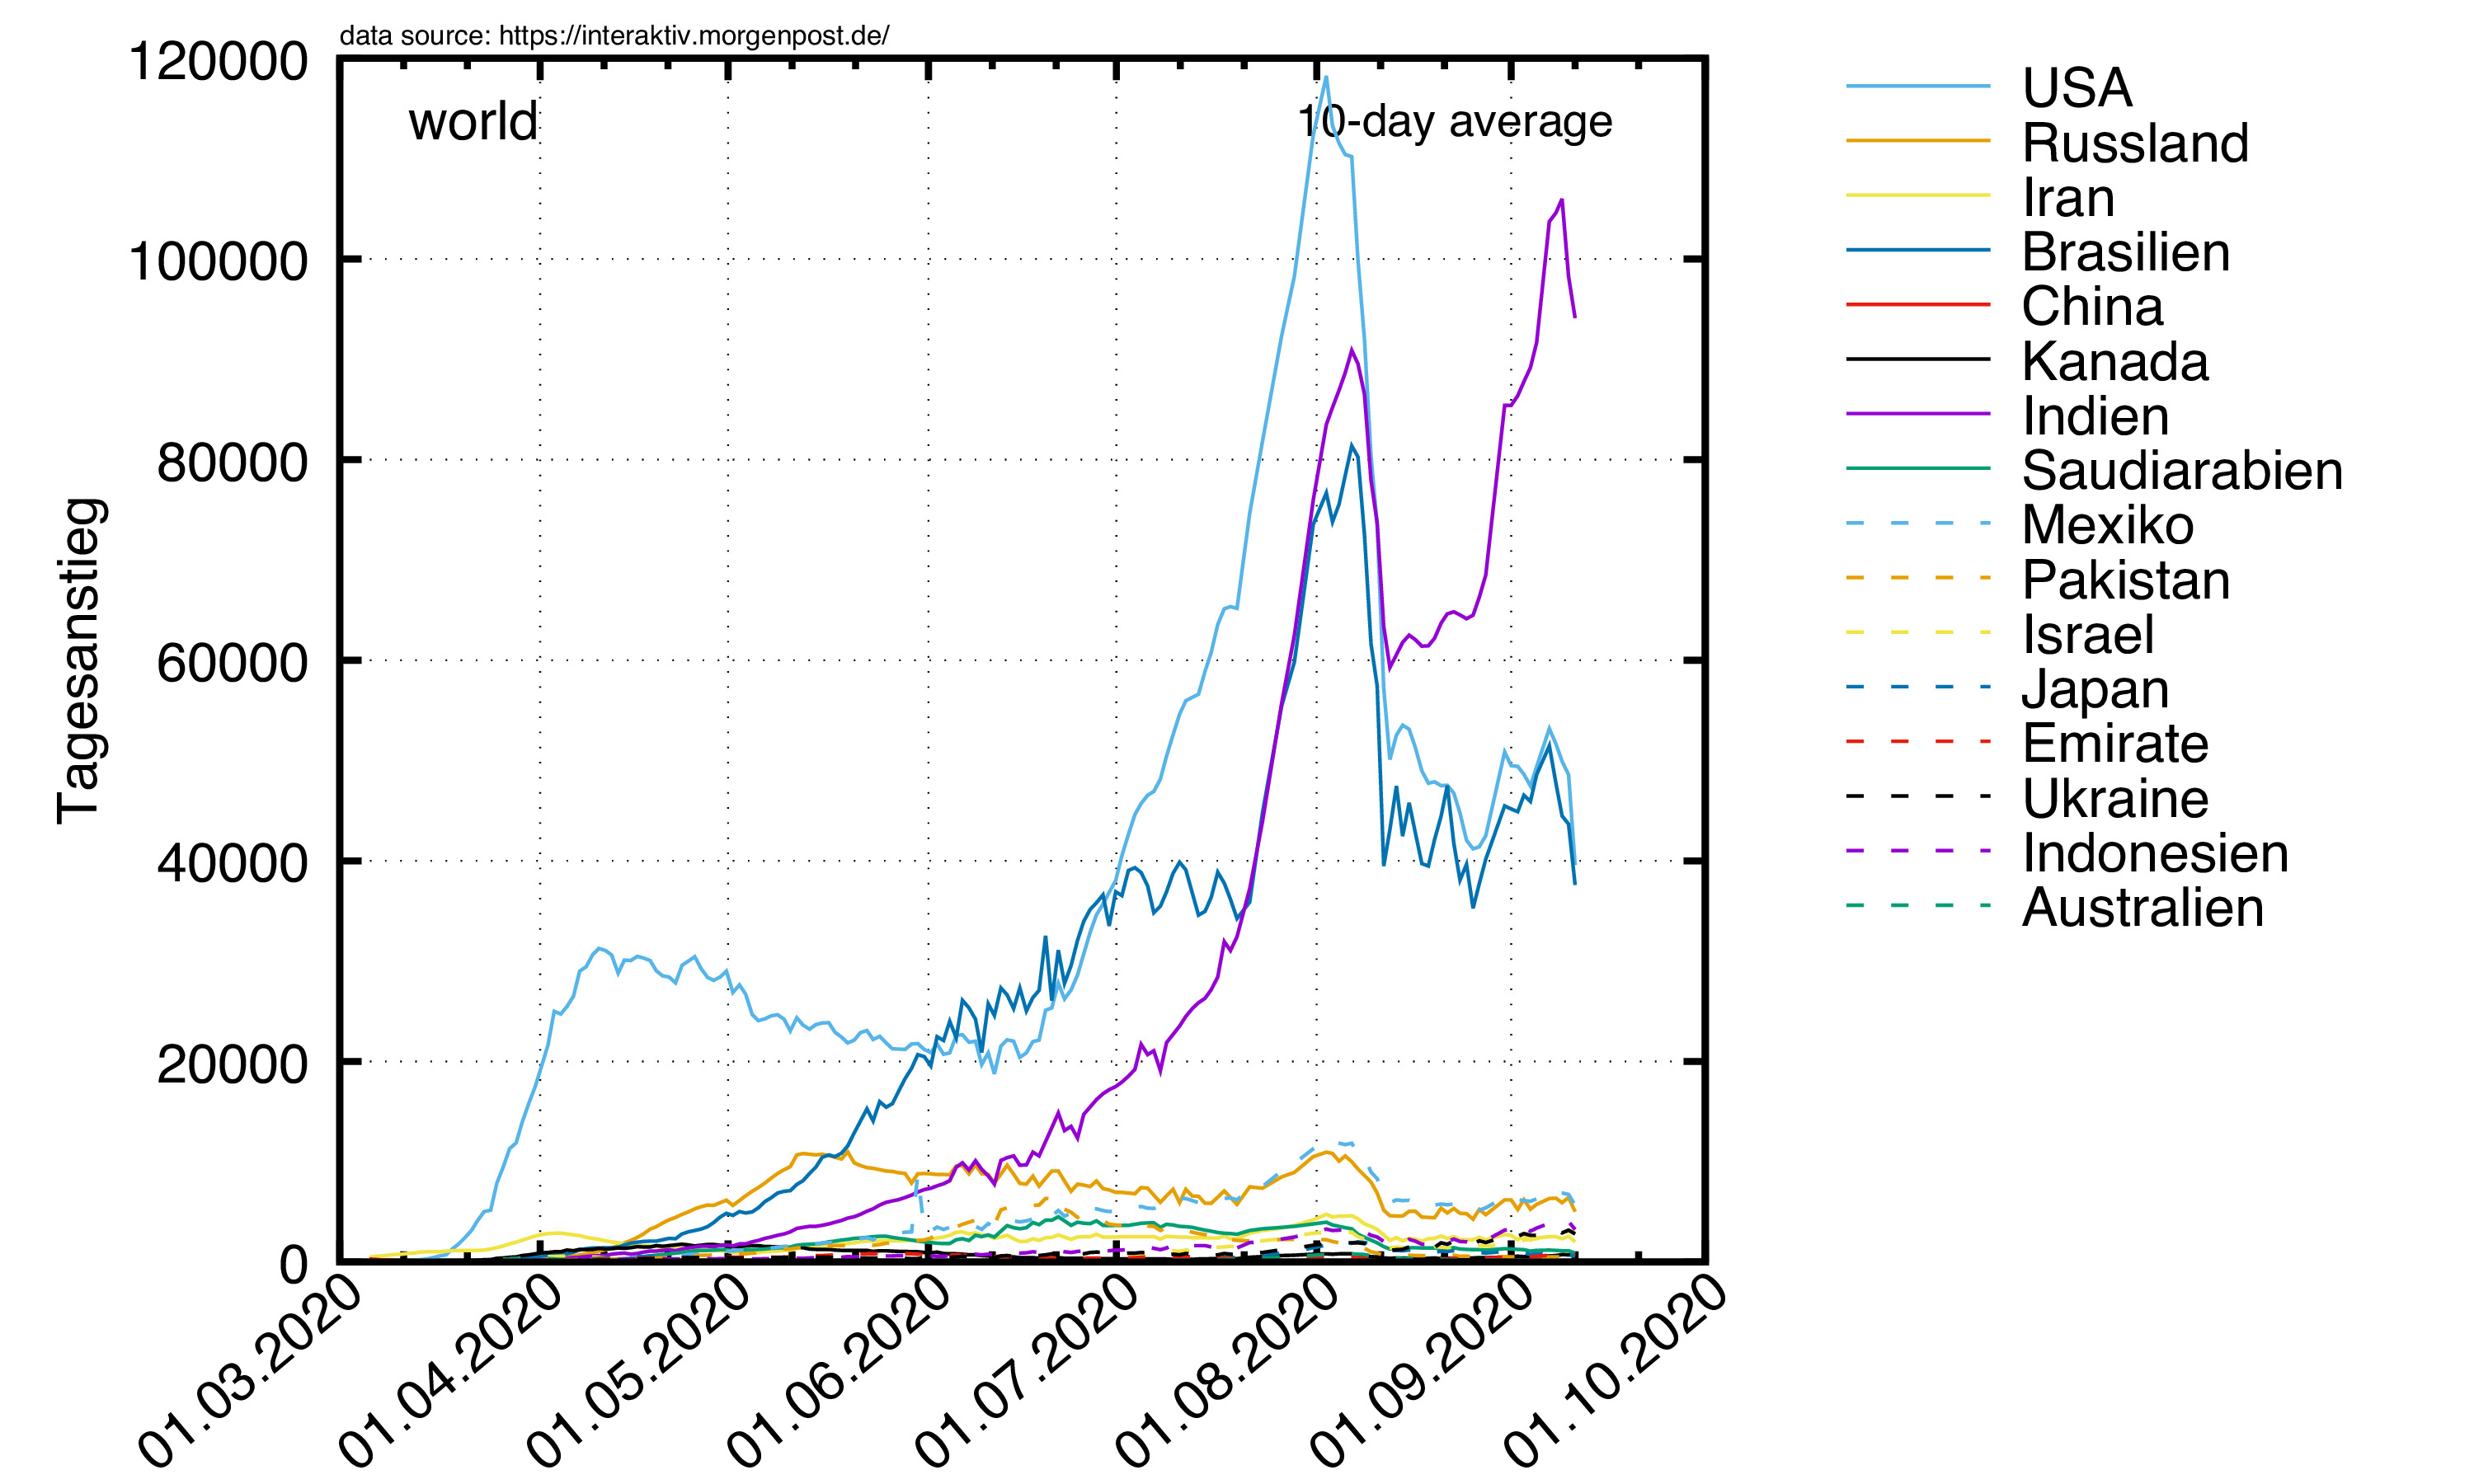 data source: https://interaktiv.morgenpost.de/
world
10-day average
Tagesanstieg
120000
100000
80000
60000
40000
20000
0
01.03.2020
01.04.2020
01.05.2020
01.06.2020
01.07.2020
01.08.2020
01.09.2020
01.10.2020
USA
Russland
Iran
Brasilien
China
Kanada
Indien
Saudiarabien
Mexiko
Pakistan
Israel
Japan
Emirate
Ukraine
Indonesien
Australien